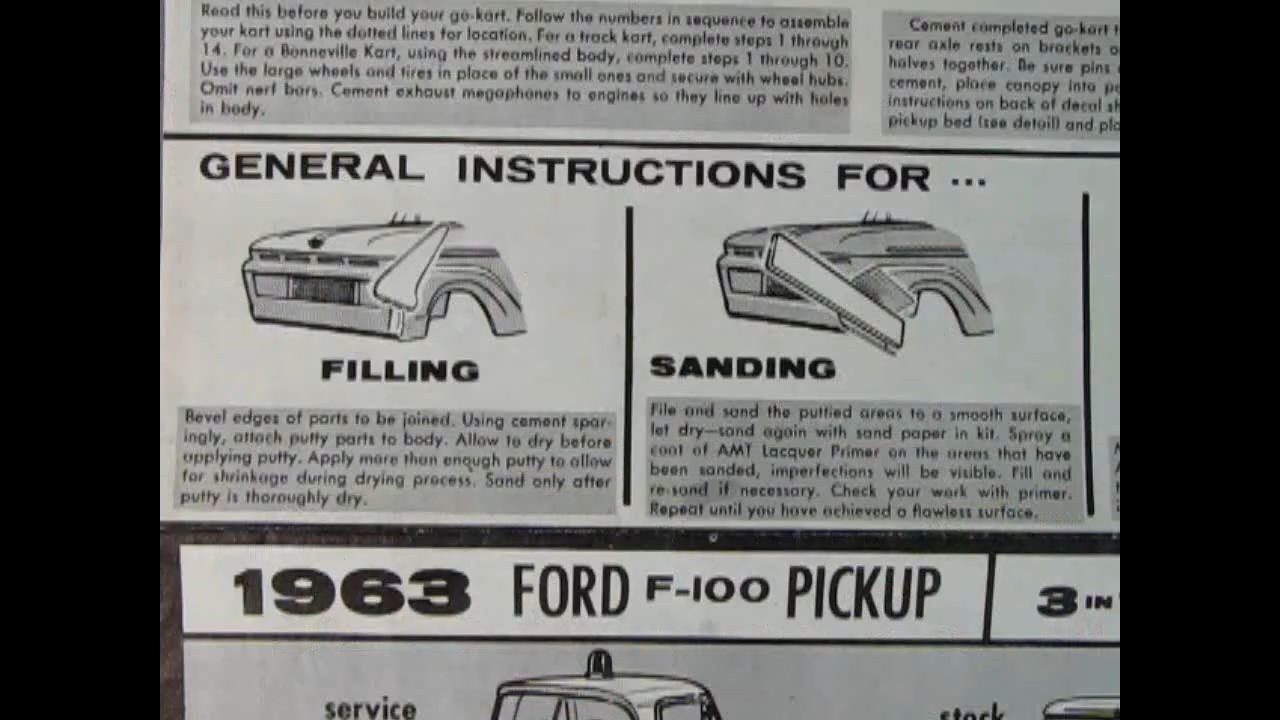 Read this before you build your go-kart. Follow the numbers in sequence to assemble
your kart using the dotted lines for location. For a track kart, complete steps 1 through
14. For a Bonneville Kart, using the streamlined body, complete steps 1 through 10.
Use the large wheels and tires in place of the small ones and secure with wheel hubs.
Omit nerf bars. Cement exhaust megaphones to engines so they line up with holes
in body.
Cement completed go-kart
rear axle rests on brackets
halves together. Be sure pins
cement, place canopy into
instructions on back of decal
pickup bed (see detail) and
GENERAL INSTRUCTIONS FOR ...
FILLING
Bevel edges of parts to be joined. Using cement spar-
ingly, attach putty parts to body. Allow to dry before
applying putty. Apply more than enough putty to allow
for shrinkage during drying process. Sand only after
putty is thoroughly dry.
SANDING
File and sand the puttied areas to a smooth surface,
let dry—sand again with sand paper in kit. Spray a
coat of AMT Lacquer Primer on the areas that have
been sanded, imperfections will be visible. Fill and
re-sand if necessary. Check your work with primer.
Repeat until you have achieved a flawless surface.
1963 FORD F-100 PICKUP
3 IN
service
stock